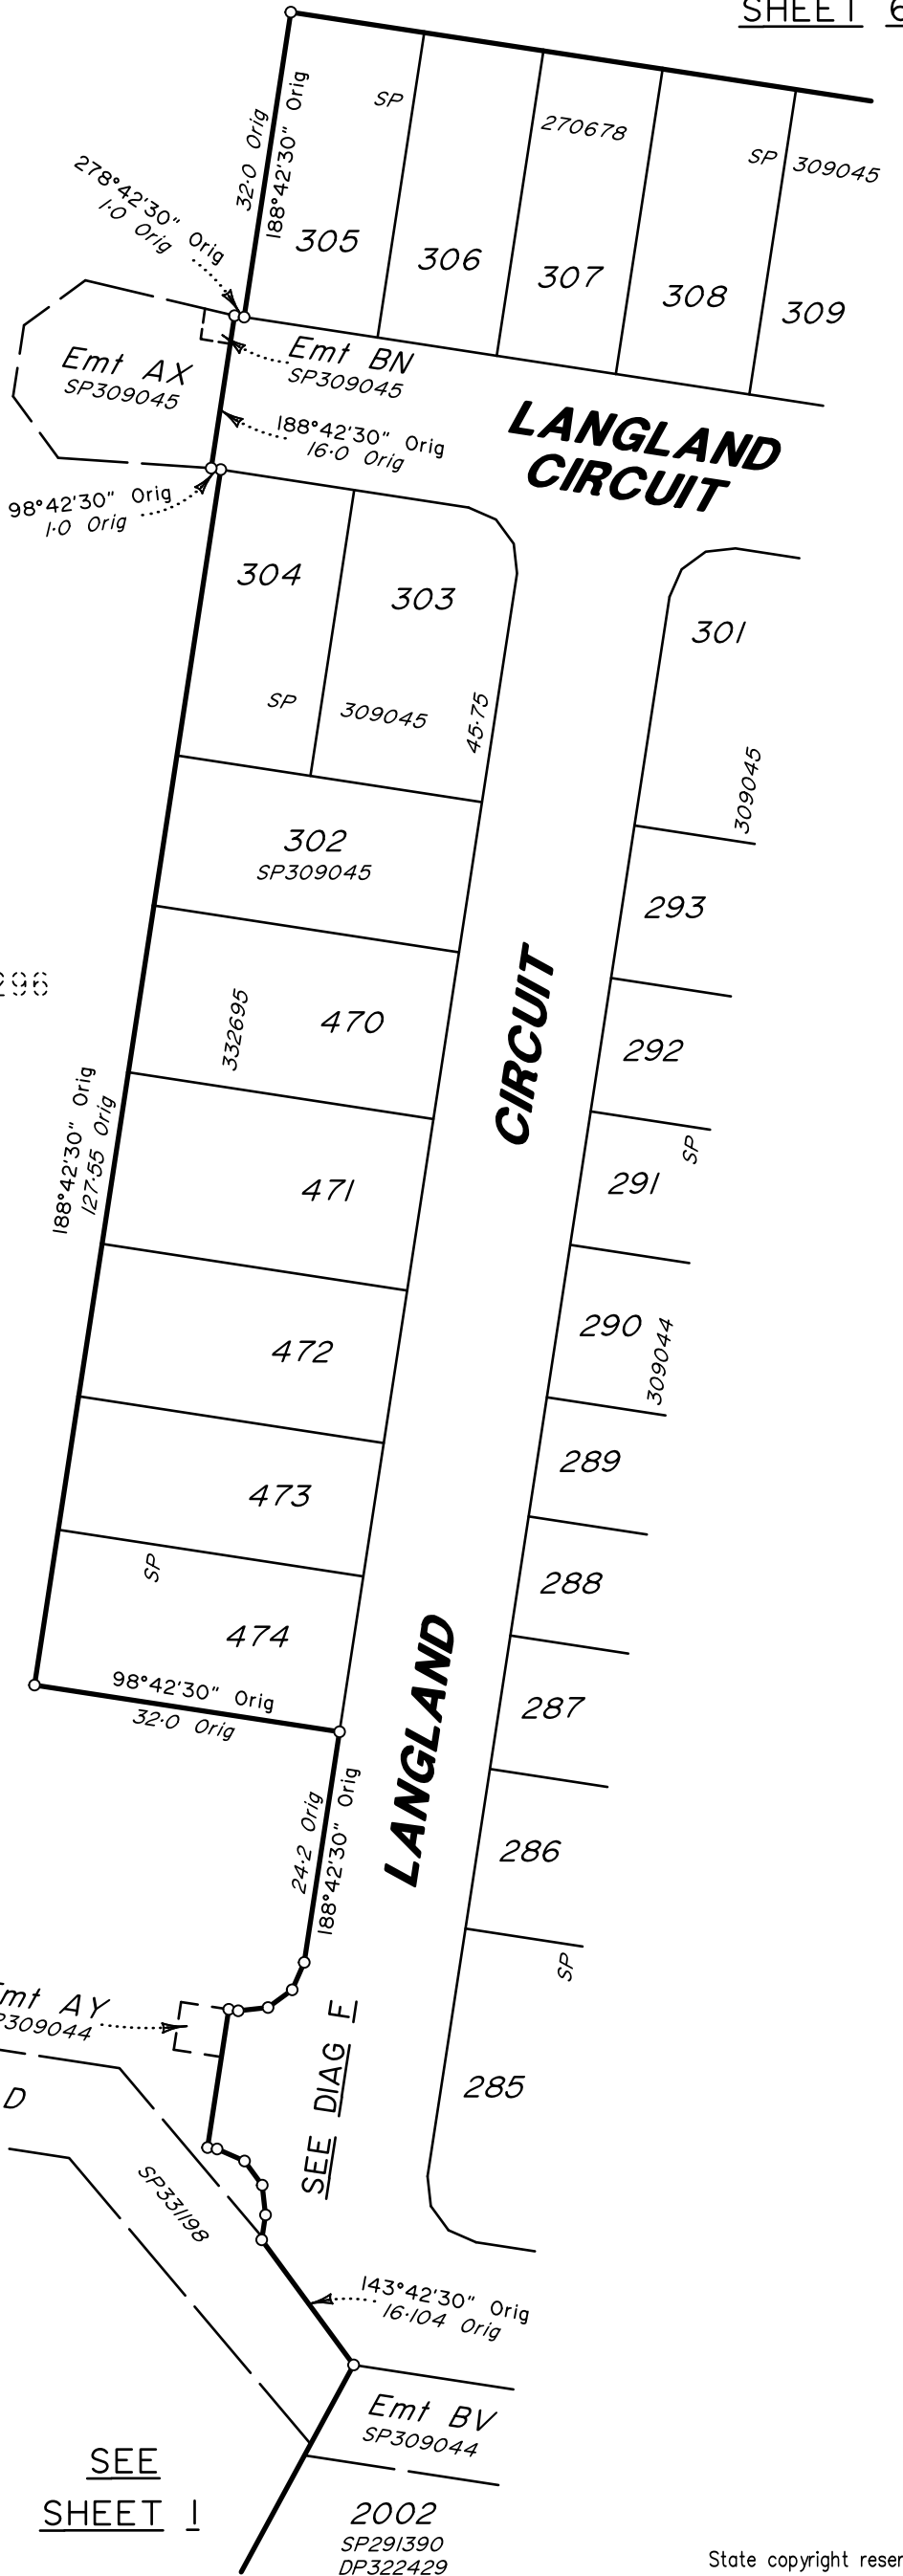 SHEET 6
32·0 Orig
188°42'30" Orig
SP
270678
SP 309045
278°42'30" Orig
1·0 Orig
305
306
307
308
309
Emt AX
SP309045
Emt BN
SP309045
188°42'30" Orig
16·0 Orig
LANGLAND
CIRCUIT
98°42'30" Orig
1·0 Orig
304
303
301
SP 309045
45·75
309045
302
SP309045
293
296
332695
470
CIRCUIT
292
188°42'30" Orig
127·55 Orig
471
291
SP
472
290
309044
473
289
SP
288
474
98°42'30" Orig
32·0 Orig
LANGLAND
287
24·2 Orig
188°42'30" Orig
286
SP
Emt AY
SP309044
SEE DIAG F
285
D
SP331198
143°42'30" Orig
16·104 Orig
Emt BV
SP309044
SEE
SHEET 1
2002
SP291390
DP322429
State copyright reser